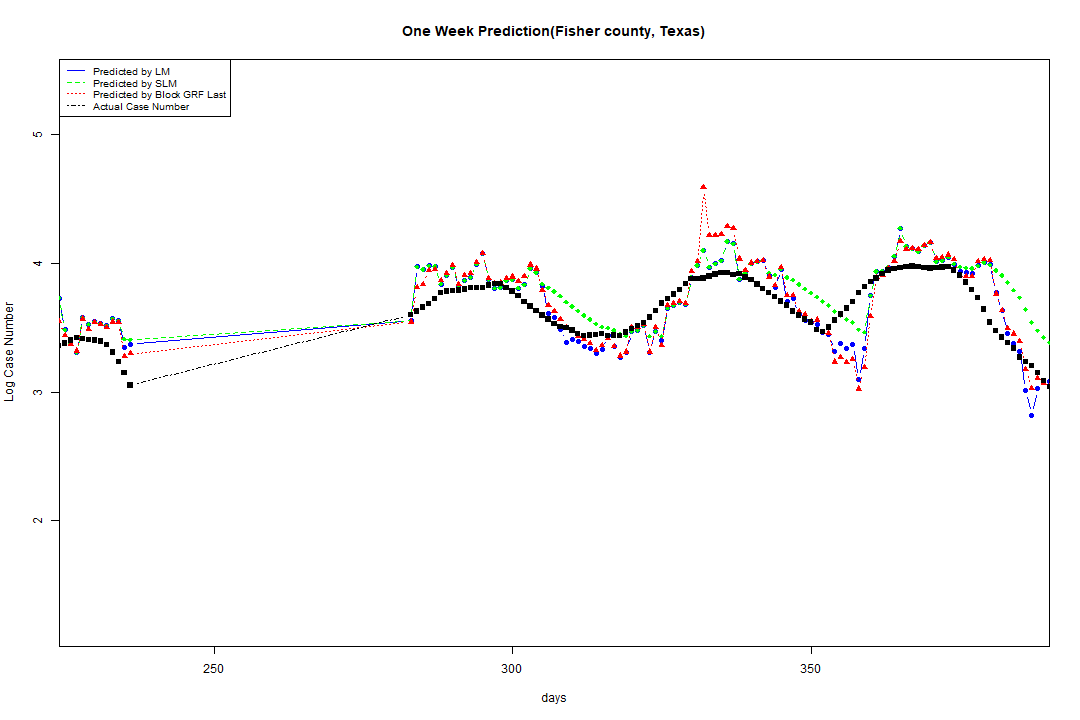 One Week Prediction(Fisher county, Texas)
Predicted by LM
Predicted by SLM
Predicted by Block GRF Last
Actual Case Number
5
4
3
2
Log Case Number
250 300 350
days